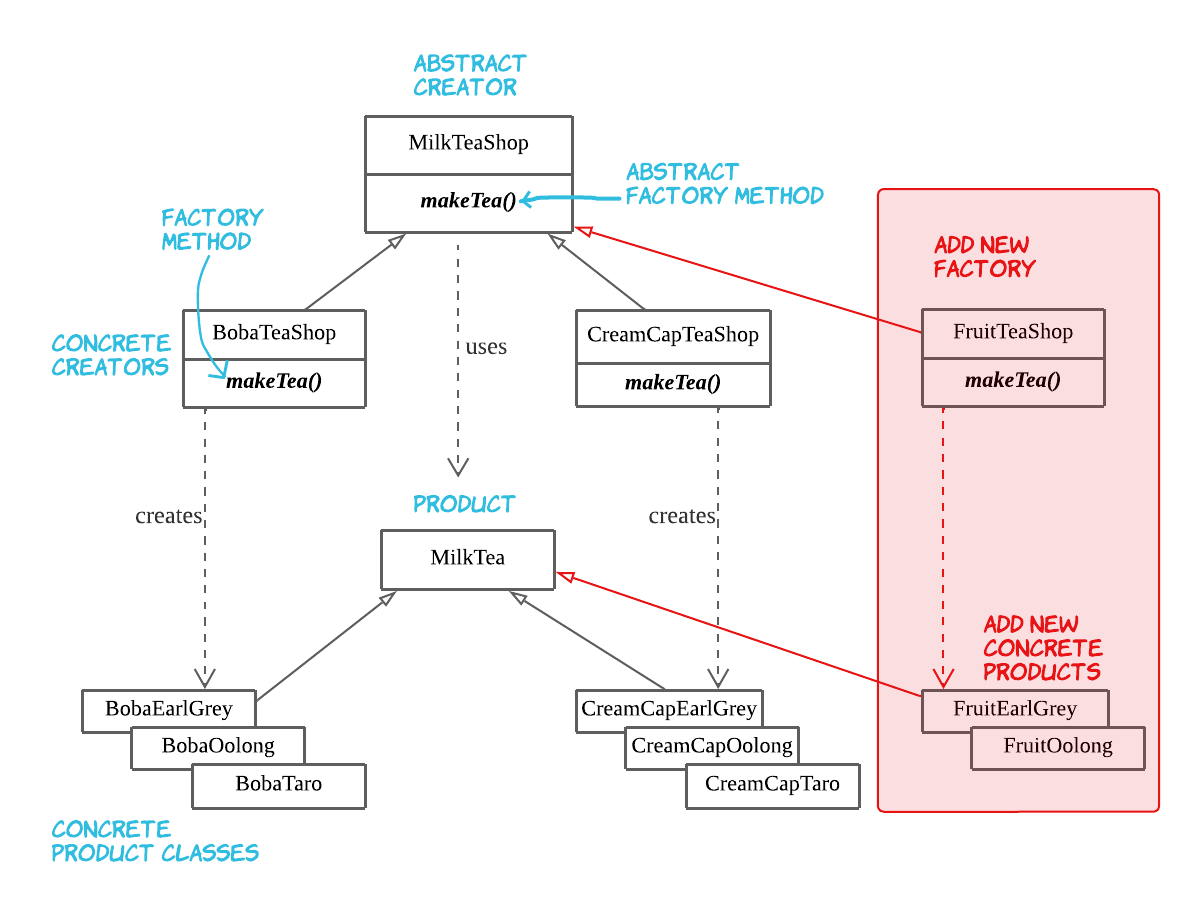 ABSTRACT
CREATOR
MilkTeaShop
makeTea()
ABSTRACT
FACTORY METHOD
FACTORY
METHOD
ADD NEW
FACTORY
CONCRETE
CREATORS
BobaTeaShop
makeTea()
uses
CreamCapTeaShop
makeTea()
FruitTeaShop
makeTea()
creates
PRODUCT
creates
MilkTea
ADD NEW
CONCRETE
PRODUCTS
BobaEarlGrey
BobaOolong
BobaTaro
CreamCapEarlGrey
CreamCapOolong
CreamCapTaro
FruitEarlGrey
FruitOolong
CONCRETE
PRODUCT CLASSES